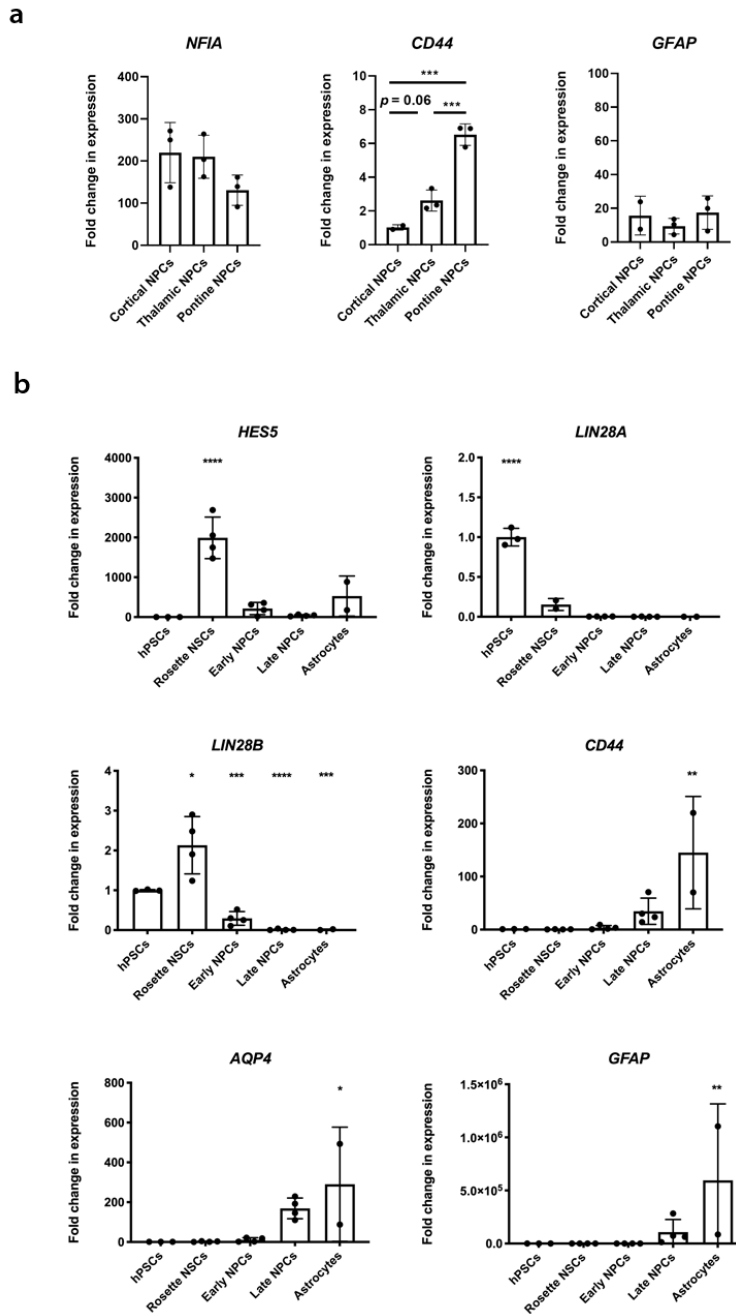 a
NFIA
CD44
GFAP
Fold change in expression
400
300
200
100
0
Cortical NPCs
Thalamic NPCs
Pontine NPCs
Fold change in expression
10
8
6
4
2
0
***
p = 0.06
***
Cortical NPCs
Thalamic NPCs
Pontine NPCs
Fold change in expression
100
80
60
40
20
0
Cortical NPCs
Thalamic NPCs
Pontine NPCs
b
HES5
Fold change in expression
4000
3000
2000
1000
0
****
hPSCs
Rosette NSCs
Early NPCs
Late NPCs
Astrocytes
LIN28A
Fold change in expression
2.0
1.5
1.0
0.5
0.0
****
hPSCs
Rosette NSCs
Early NPCs
Late NPCs
Astrocytes
LIN28B
Fold change in expression
4
3
2
1
0
* *** **** ***
hPSCs
Rosette NSCs
Early NPCs
Late NPCs
Astrocytes
CD44
Fold change in expression
300
200
100
0
**
hPSCs
Rosette NSCs
Early NPCs
Late NPCs
Astrocytes
AQP4
Fold change in expression
800
600
400
200
0
*
hPSCs
Rosette NSCs
Early NPCs
Late NPCs
Astrocytes
GFAP
Fold change in expression
1.5×10⁶
1.0×10⁶
5.0×10⁵
0.0
**
hPSCs
Rosette NSCs
Early NPCs
Late NPCs
Astrocytes